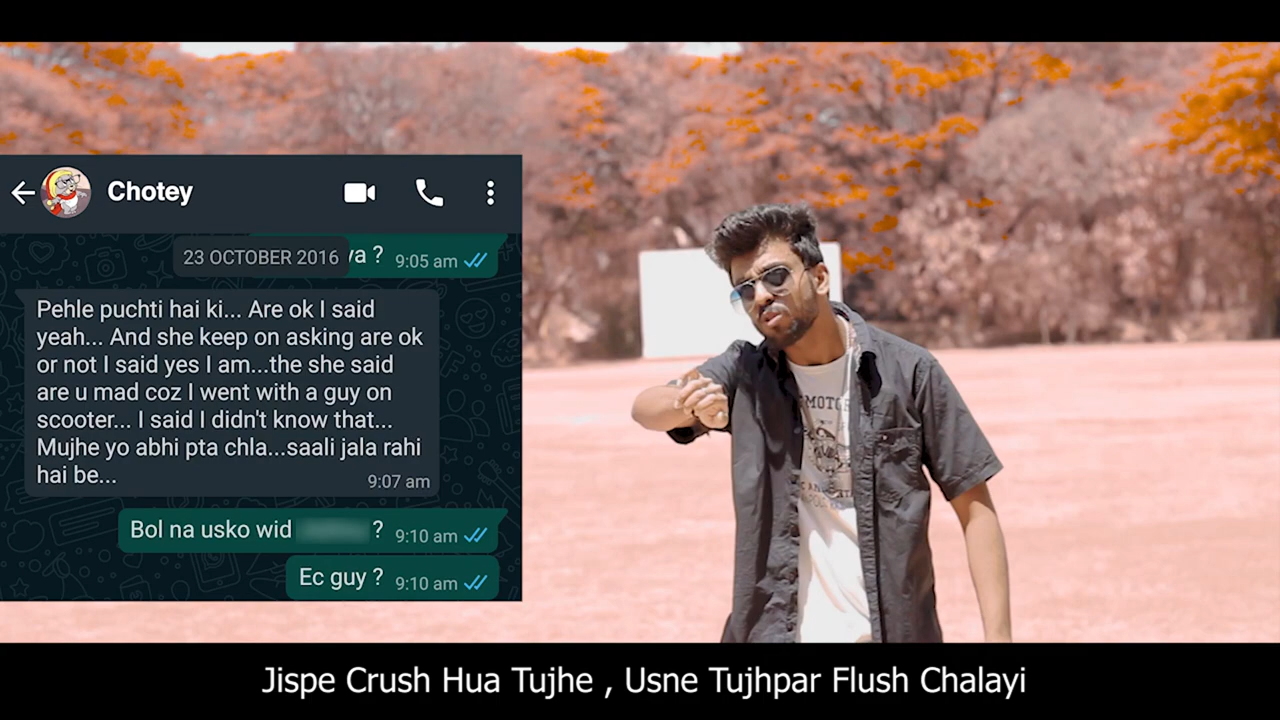 Chotey
23 OCTOBER 2016
ya ? 9:05 am
Pehle puchti hai ki... Are ok I said
yeah... And she keep on asking are ok
or not I said yes I am...the she said
are u mad coz I went with a guy on
scooter... I said I didn't know that...
Mujhe yo abhi pta chla...saali jala rahi
hai be...
9:07 am
Bol na usko wid ? 9:10 am
Ec guy ? 9:10 am
MOTOR
Jispe Crush Hua Tujhe , Usne Tujhpar Flush Chalayi